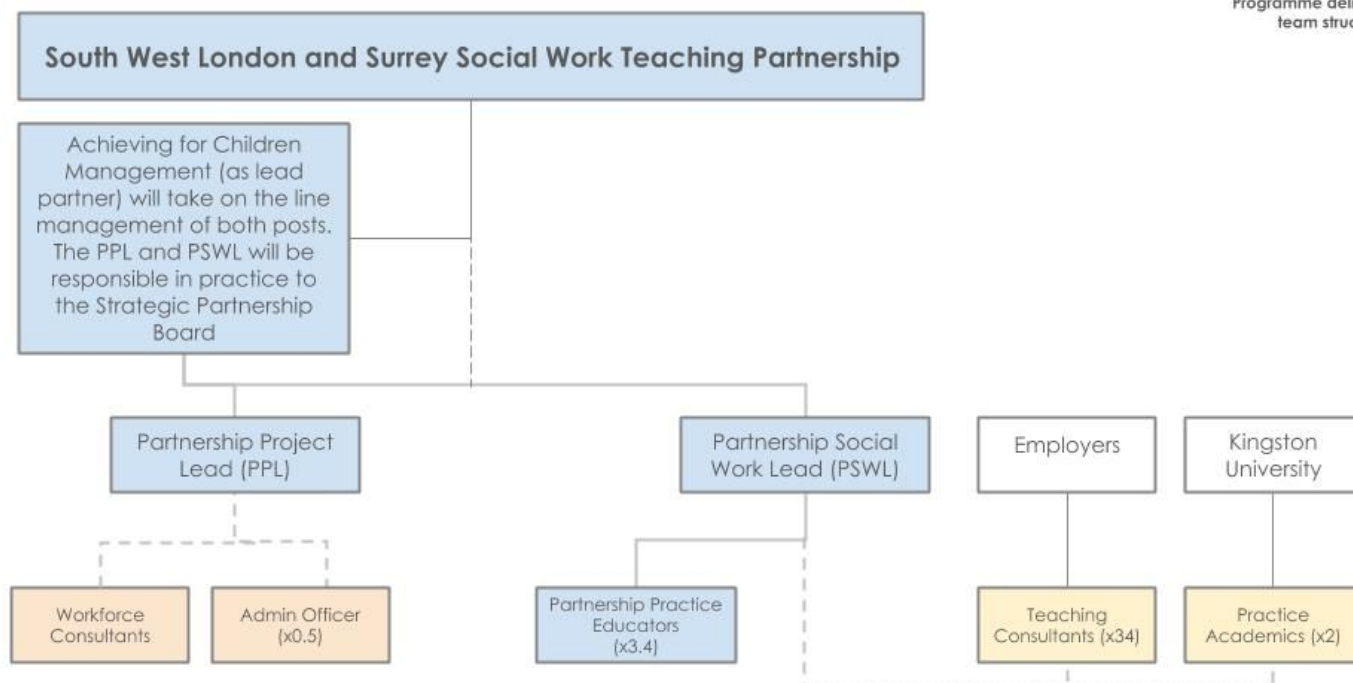 Programme
team
South West London and Surrey Social Work Teaching Partnership
Achieving for Children
Management (as lead
partner) will take on the line
management of both posts.
The PPL and PSWL will be
responsible in practice to
the Strategic Partnership
Board
Partnership Project
Lead (PPL)
Partnership Social
Work Lead (PSWL)
Employers
Kingston
University
Workforce
Consultants
Admin Officer
(x0.5)
Partnership Practice
Educators
(x3.4)
Teaching
Consultants (x34)
Practice
Academics (x2)